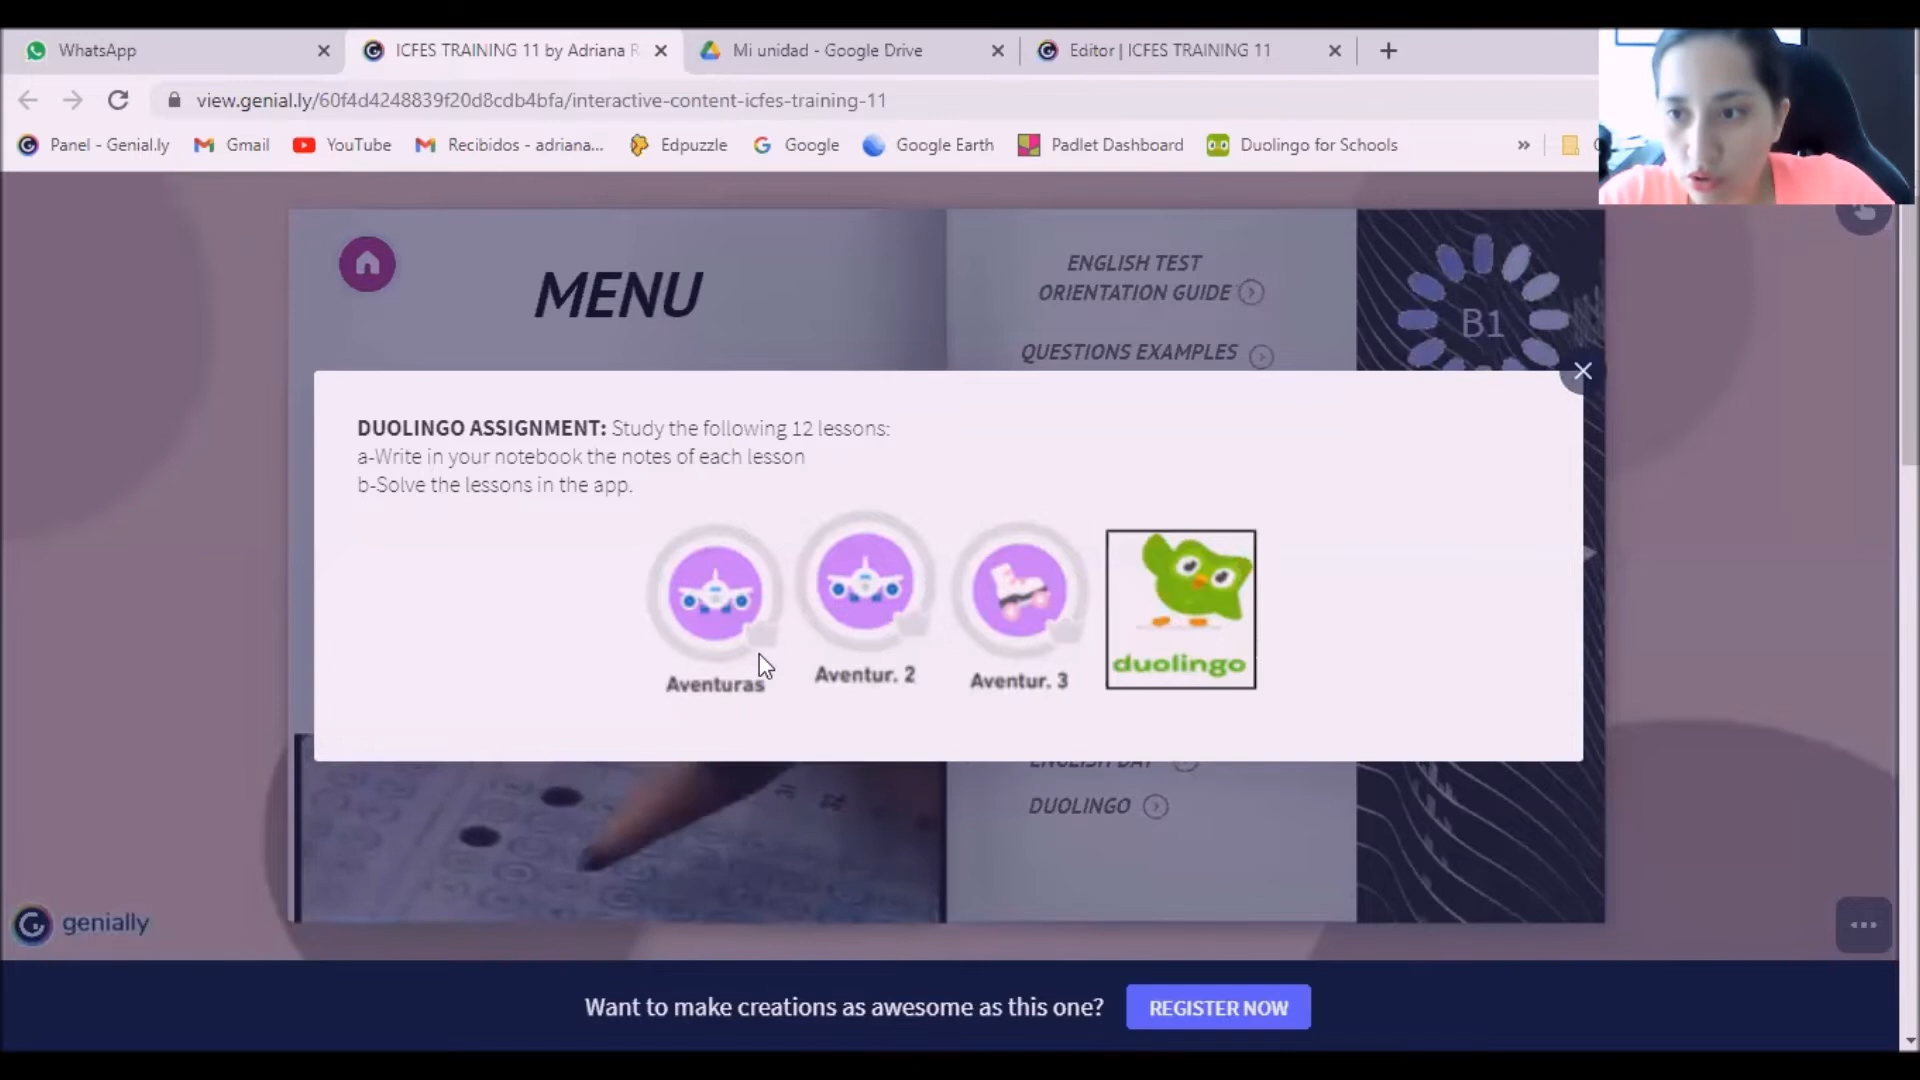 WhatsApp
ICFES TRAINING 11 by Adriana R
Mi unidad - Google Drive
Editor | ICFES TRAINING 11
view.genial.ly/60f4d4248839f20d8cdb4bfa/interactive-content-icfes-training-11
Panel - Genial.ly
Gmail
YouTube
Recibidos - adriana...
Edpuzzle
Google
Google Earth
Padlet Dashboard
Duolingo for Schools
MENU
ENGLISH TEST
ORIENTATION GUIDE
QUESTIONS EXAMPLES
B1
DUOLINGO ASSIGNMENT: Study the following 12 lessons:
a-Write in your notebook the notes of each lesson
b-Solve the lessons in the app.
Aventuras
Aventur. 2
Aventur. 3
duolingo
ENGLISH DAY
DUOLINGO
genially
Want to make creations as awesome as this one?
REGISTER NOW